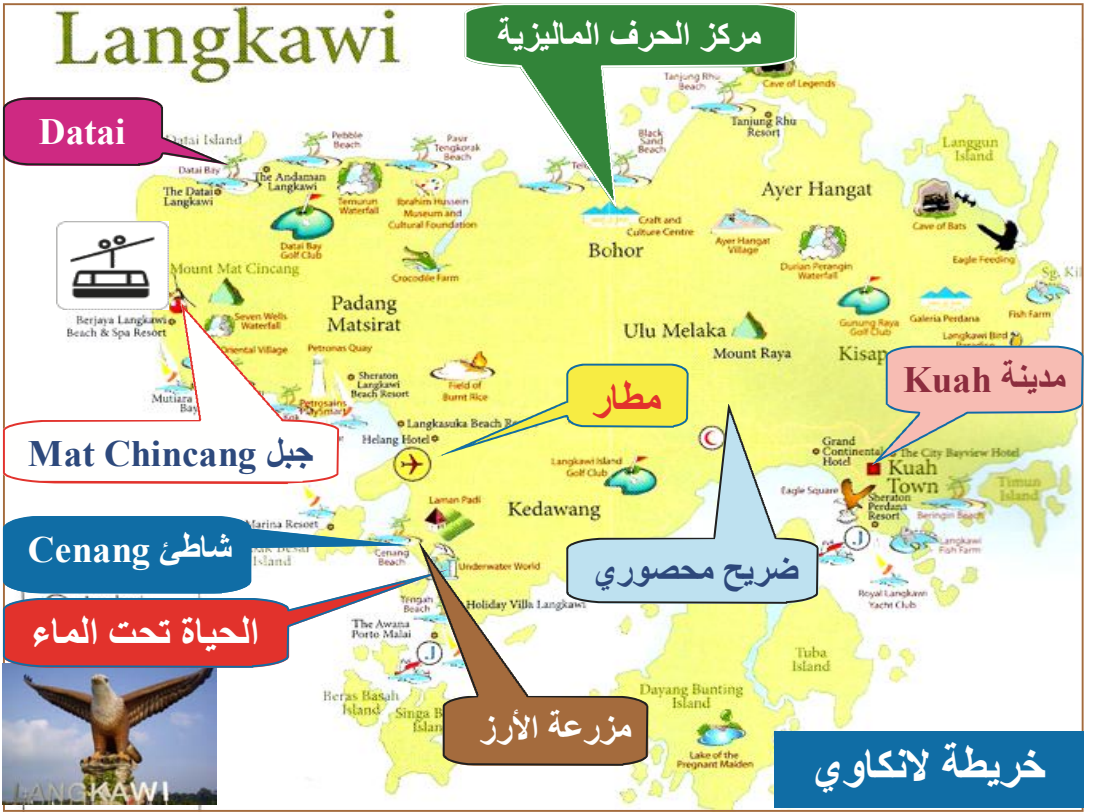 Langkawi
مركز الحرف الماليزية
Datai
Datai Island
Pebble
Beach
Pasir
Tengkorak
Beach
Tanjung Rhu
Beach
Cave of Legends
Tanjung Rhu
Resort
Black
Sand
Beach
Langgun
Island
Datai Bay
The Datai
Langkawi
The Andaman
Langkawi
Temurun
Waterfall
Ibrahim Hussein
Museum and
Cultural Foundation
Ayer Hangat
Datai Bay
Golf Club
Craft and
Culture Centre
Bohor
Ayer Hangat
Village
Cave of Bats
Durian Perangin
Waterfall
Eagle Feeding
Crocodile Farm
Mount Mat Cincang
Padang
Matsirat
Berjaya Langkawi
Beach & Spa Resort
Seven Wells
Waterfall
Oriental Village
Petronas Quay
Ulu Melaka
Mount Raya
Gunung Raya
Golf Club
Galeria Perdana
Fish Farm
Langkawi Bird
Kisap
مدينة Kuah
Mutiara
Bay
Petrosains
PlaySmart
Sheraton
Langkawi
Beach Resort
Field of
Burnt Rice
مطار
Langkasuka Beach
Helang Hotel
جبل Mat Chincang
Grand
Continental
Hotel
The City Bayview Hotel
Kuah
Town
Langkawi Island
Golf Club
Eagle Square
Sheraton
Perdana
Resort
Timun
Island
Beringin Beach
Laman Padi
Kedawang
Marina Resort
Island
شاطئ Cenang
Cenang
Beach
Underwater World
ضريح محصوري
Langkawi
Fish Farm
Royal Langkawi
Yacht Club
الحياة تحت الماء
Tengah
Beach
Holiday Villa Langkawi
The Awana
Porto Malai
Tuba
Island
Beras Basah
Island
Singa
Dayang Bunting
Island
مزرعة الأرز
Lake of the
Pregnant Maiden
خريطة لانكاوي
LANGKAWI